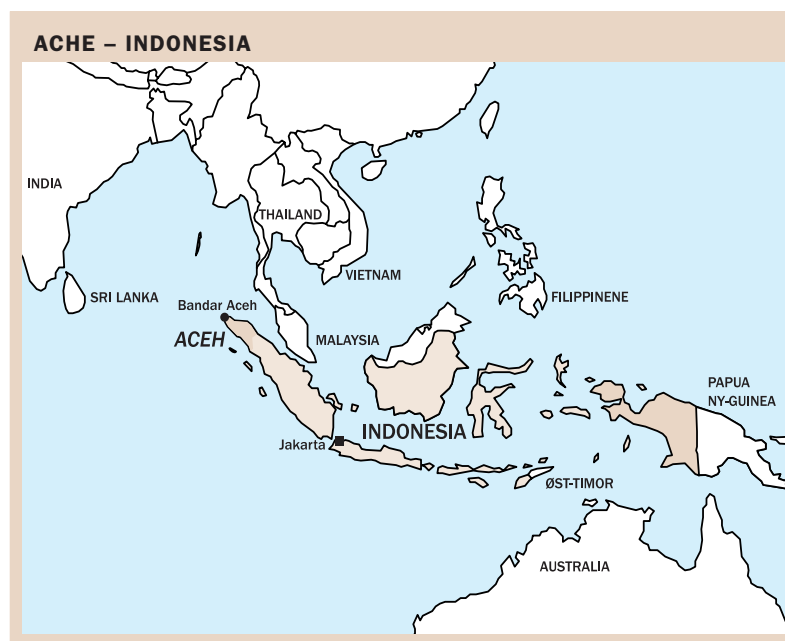 ACHE – INDONESIA
INDIA
THAILAND
VIETNAM
SRI LANKA
Bandar Aceh
FILIPPINENE
ACEH
MALAYSIA
PAPUA
NY-GUINEA
INDONESIA
Jakarta
ØST-TIMOR
AUSTRALIA